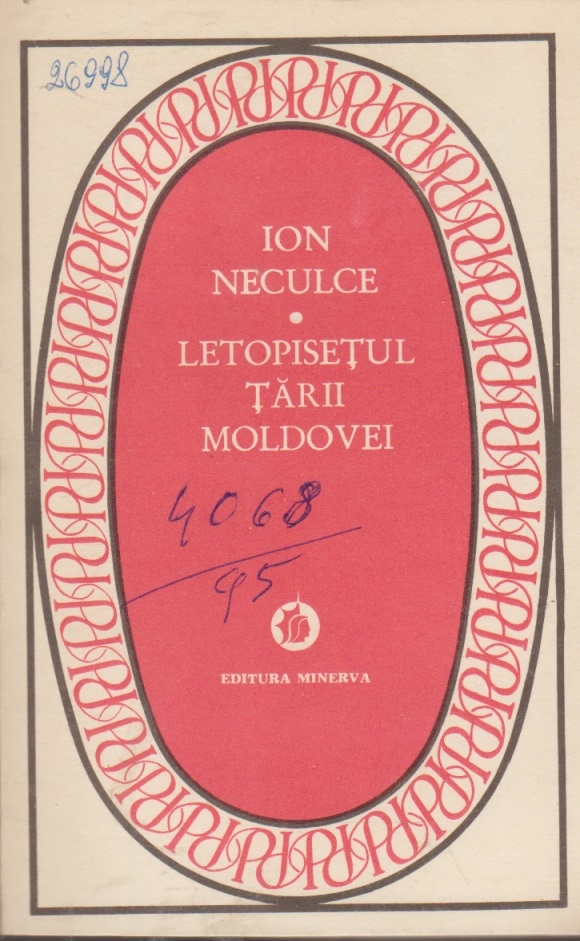 26998
ION
NECULCE
•
LETOPISEŢUL
ŢĂRII
MOLDOVEI
4068
95
EDITURA MINERVA